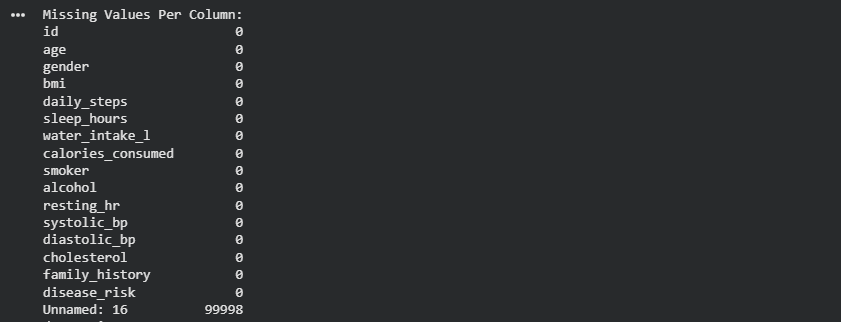 Missing Values Per Column:
id 0
age 0
gender 0
bmi 0
daily_steps 0
sleep_hours 0
water_intake_l 0
calories_consumed 0
smoker 0
alcohol 0
resting_hr 0
systolic_bp 0
diastolic_bp 0
cholesterol 0
family_history 0
disease_risk 0
Unnamed: 16 99998